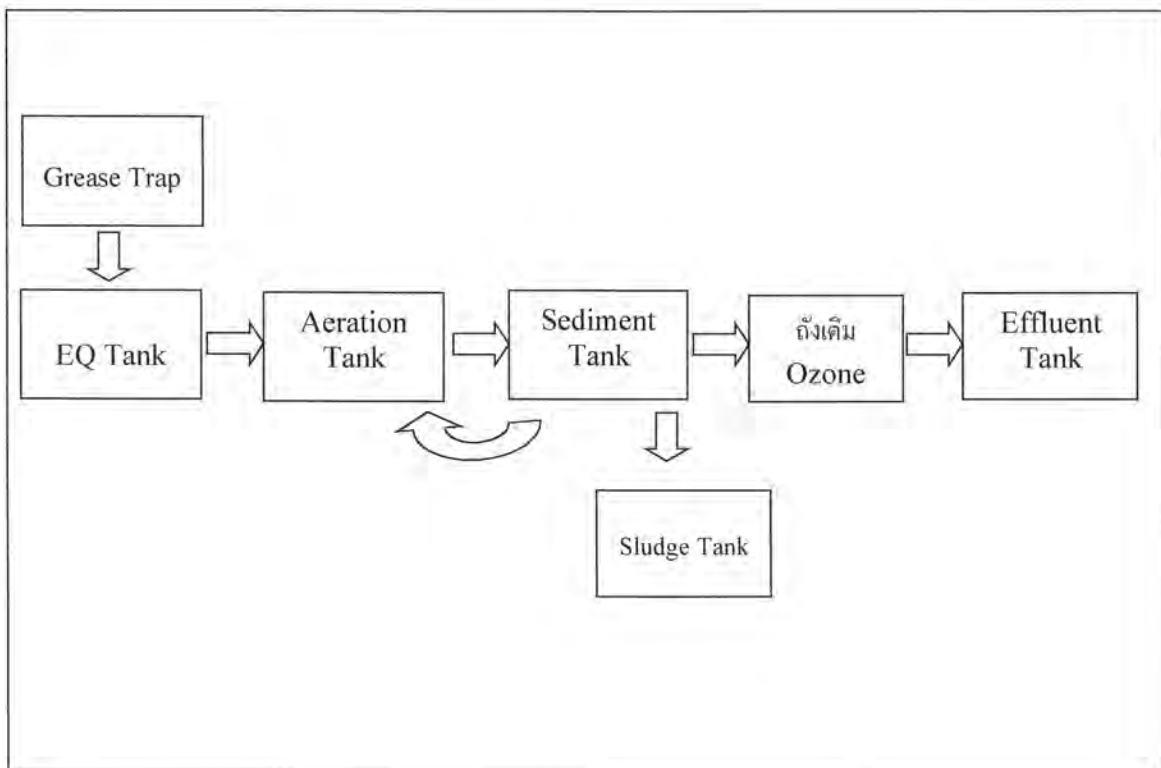 Grease Trap
EQ Tank
Aeration
Tank
Sediment
Tank
ถังเติม
Ozone
Effluent
Tank
Sludge Tank